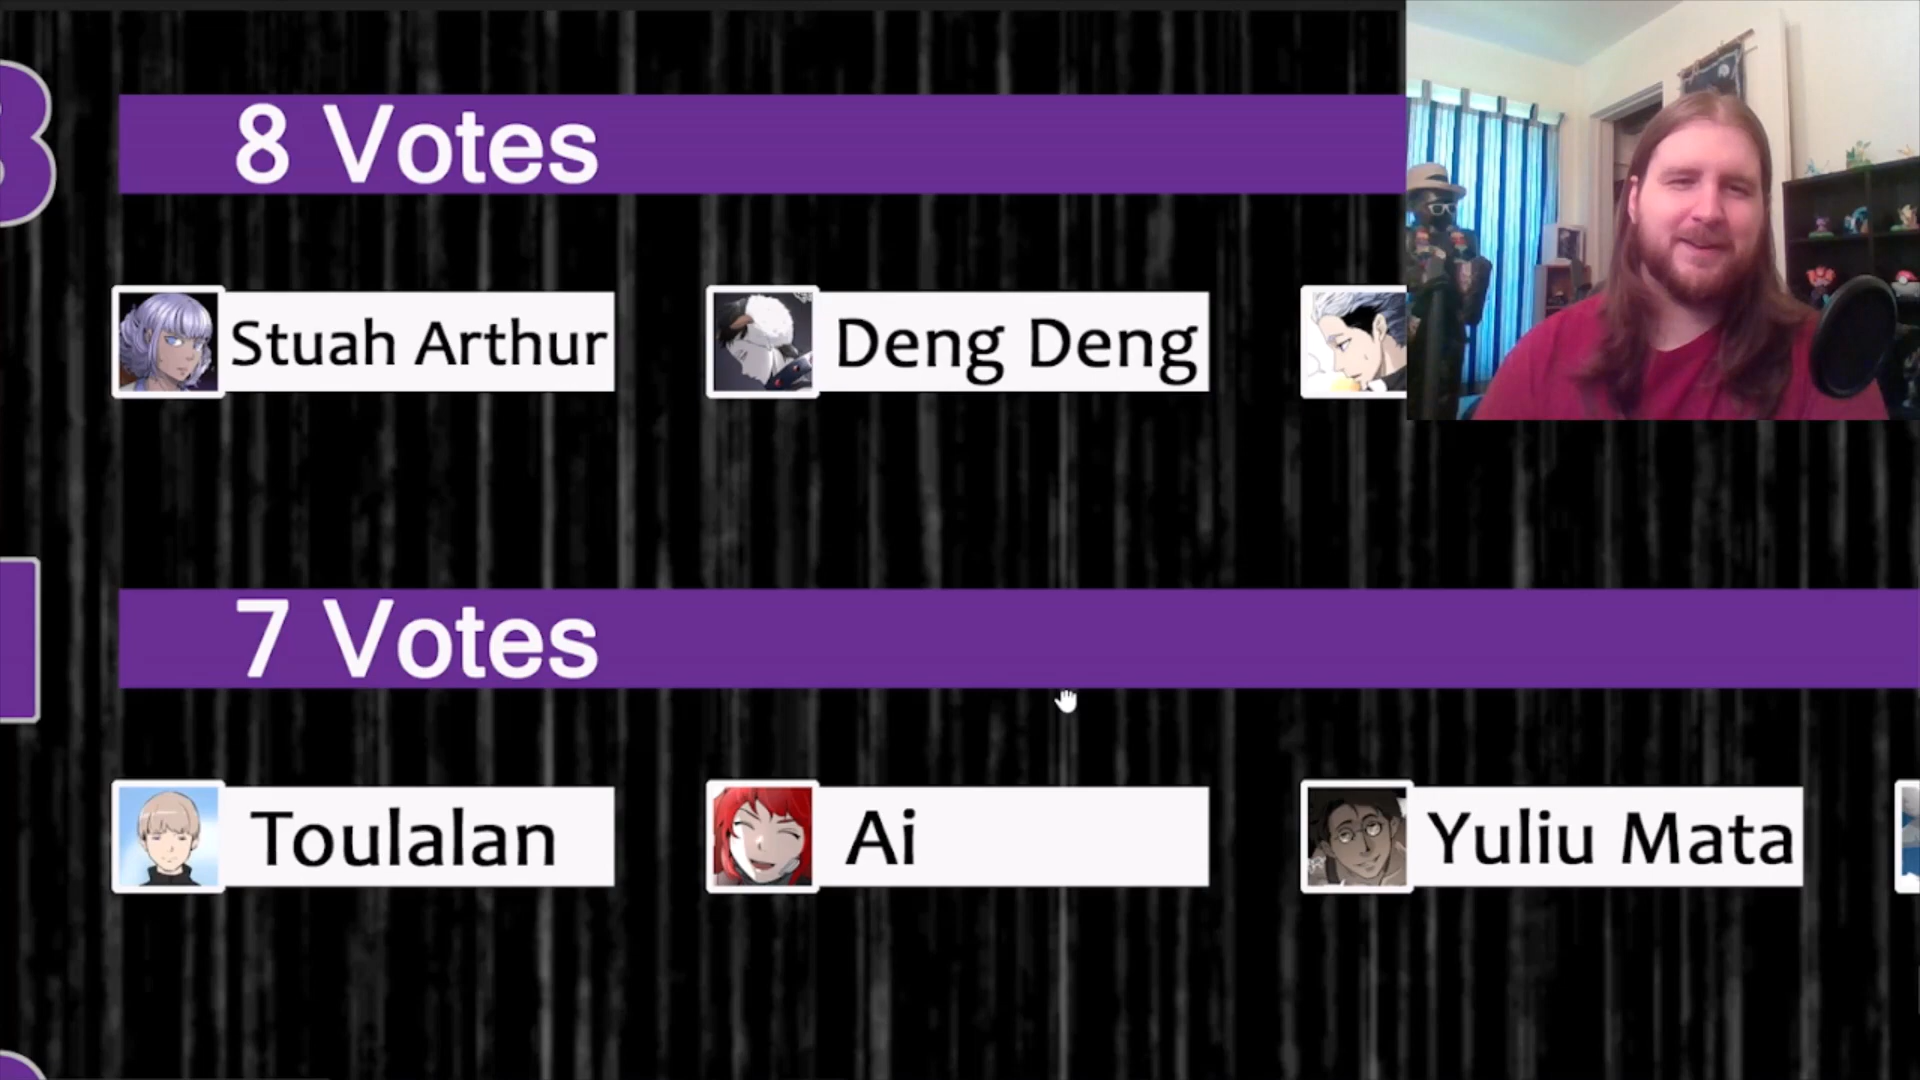 8 Votes
Stuah Arthur
Deng Deng
7 Votes
Toulalan
Ai
Yuliu Mata